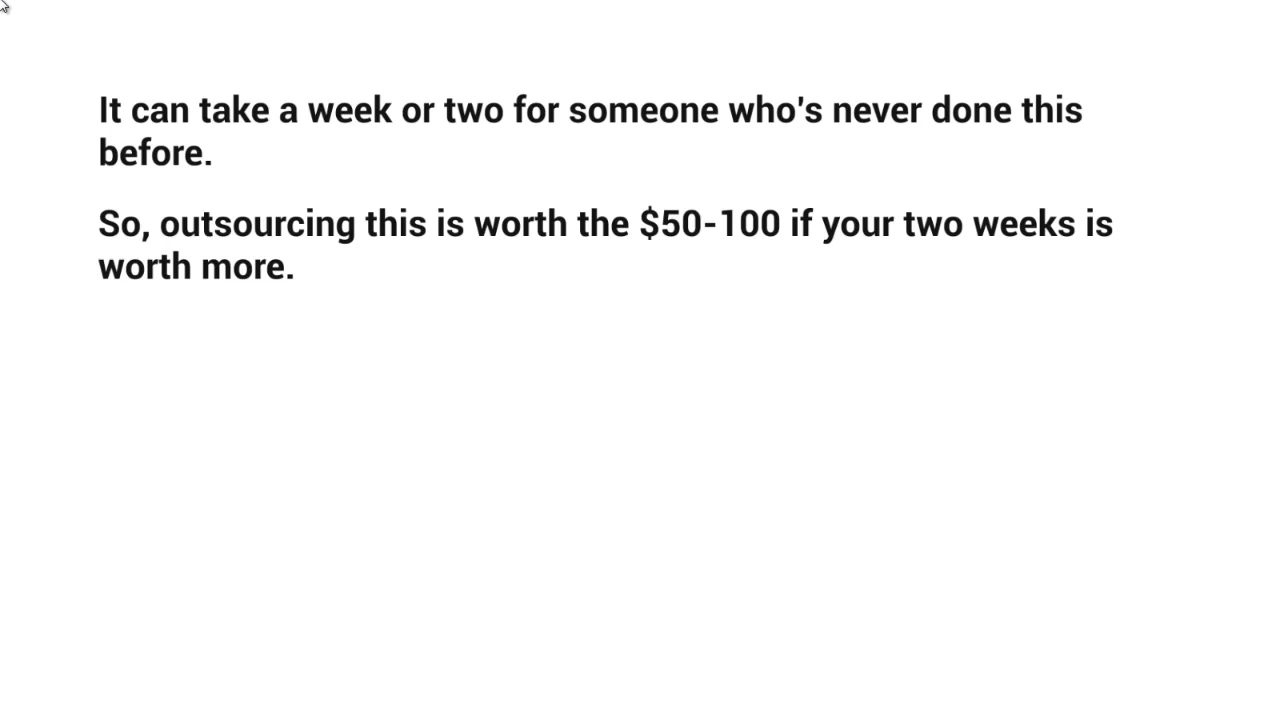 It can take a week or two for someone who's never done this
before.
So, outsourcing this is worth the $50-100 if your two weeks is
worth more.